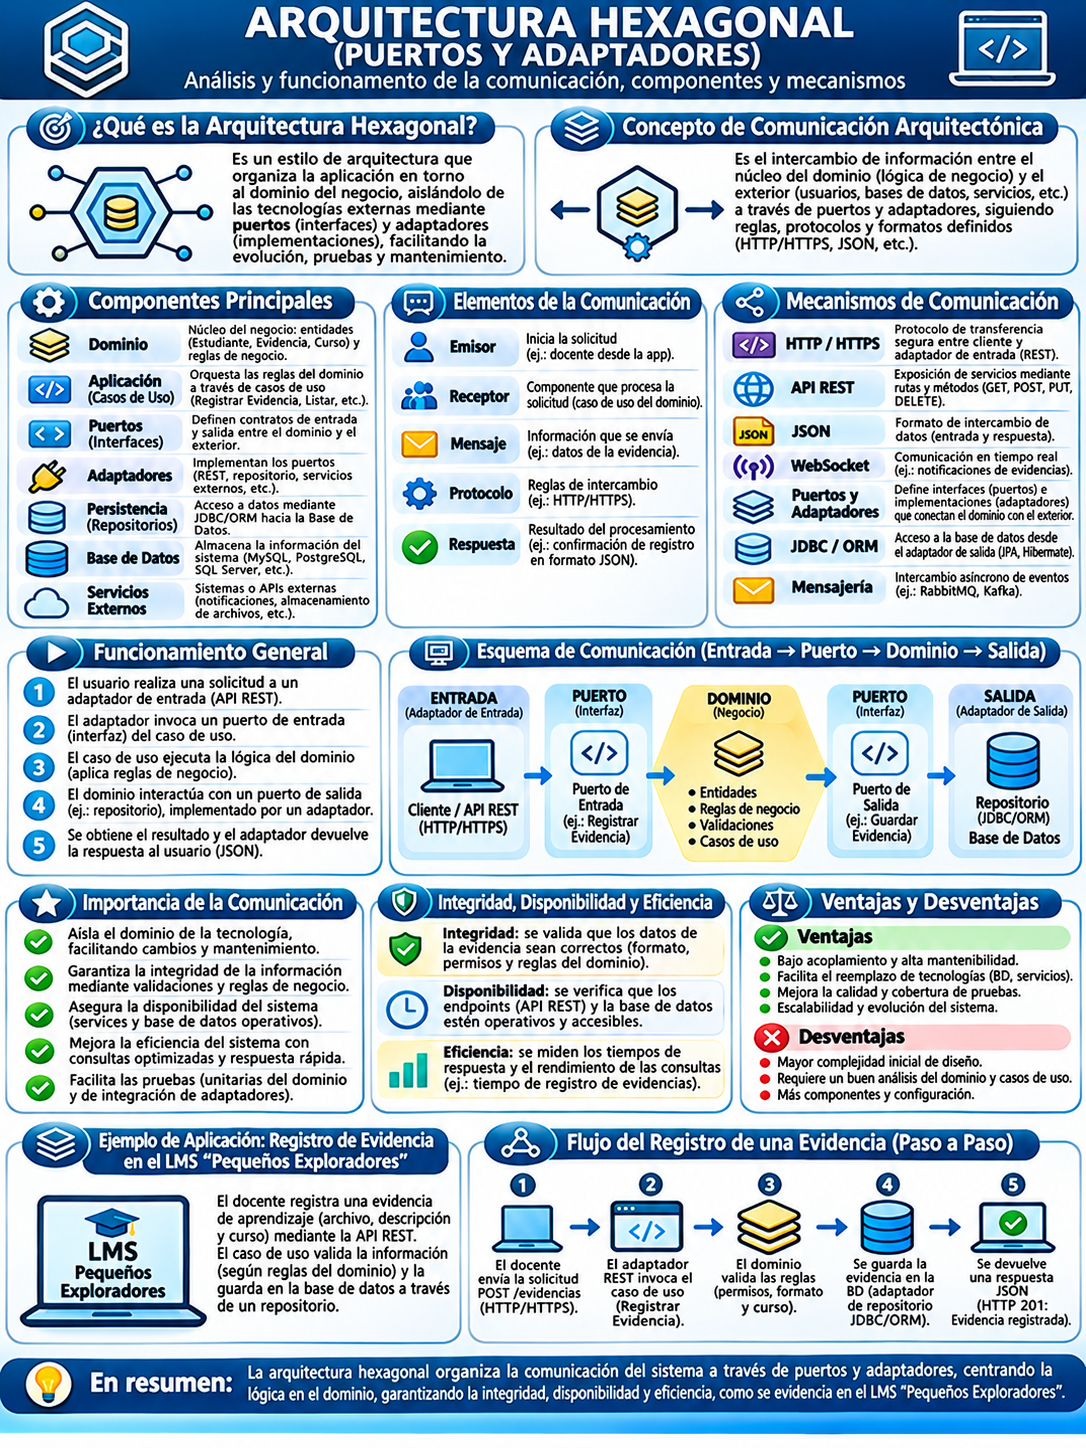 ARQUITECTURA HEXAGONAL
(PUERTOS Y ADAPTADORES)
Análisis y funcionamento de la comunicación, componentes y mecanismos
</>
¿Qué es la Arquitectura Hexagonal?
Es un estilo de arquitectura que
organiza la aplicación en torno
al dominio del negocio, aislándolo de
las tecnologías externas mediante
puertos (interfaces) y adaptadores
(implementaciones), facilitando la
evolución, pruebas y mantenimiento.
Concepto de Comunicación Arquitectónica
Es el intercambio de información entre el
núcleo del dominio (lógica de negocio) y el
exterior (usuarios, bases de datos, servicios, etc.)
a través de puertos y adaptadores, siguiendo
reglas, protocolos y formatos definidos
(HTTP/HTTPS, JSON, etc.).
Componentes Principales
Dominio
Núcleo del negocio: entidades
(Estudiante, Evidencia, Curso) y
reglas de negocio.
</>
Aplicación
(Casos de Uso)
Orquesta las reglas del dominio
a través de casos de uso
(Registrar Evidencia, Listar, etc.).
< >
Puertos
(Interfaces)
Definen contratos de entrada
y salida entre el dominio y el
exterior.
Adaptadores
Implementan los puertos
(REST, repositorio, servicios
externos, etc.).
Persistencia
(Repositorios)
Acceso a datos mediante
JDBC/ORM hacia la Base de
Datos.
Base de Datos
Almacena la información del
sistema (MySQL, PostgreSQL,
SQL Server, etc.).
Servicios
Externos
Sistemas o APIs externas
(notificaciones, almacenamiento
de archivos, etc.).
Elementos de la Comunicación
Emisor
Inicia la solicitud
(ej.: docente desde la app).
Receptor
Componente que procesa la
solicitud (caso de uso del dominio).
Mensaje
Información que se envía
(ej.: datos de la evidencia).
Protocolo
Reglas de intercambio
(ej.: HTTP/HTTPS).
Respuesta
Resultado del procesamiento
(ej.: confirmación de registro
en formato JSON).
Mecanismos de Comunicación
</>
HTTP / HTTPS
Protocolo de transferencia
segura entre cliente y
adaptador de entrada (REST).
API REST
Exposición de servicios mediante
rutas y métodos (GET, POST, PUT,
DELETE).
JSON
JSON
Formato de intercambio de
datos (entrada y respuesta).
WebSocket
Comunicación en tiempo real
(ej.: notificaciones de evidencias).
Puertos y
Adaptadores
Define interfaces (puertos) e
implementaciones (adaptadores)
que conectan el dominio con el exterior.
JDBC / ORM
Acceso a la base de datos desde
el adaptador de salida (JPA, Hibernate).
Mensajería
Intercambio asíncrono de eventos
(ej.: RabbitMQ, Kafka).
Funcionamiento General
1
El usuario realiza una solicitud a un
adaptador de entrada (API REST).
2
El adaptador invoca un puerto de entrada
(interfaz) del caso de uso.
3
El caso de uso ejecuta la lógica del dominio
(aplica reglas de negocio).
4
El dominio interactúa con un puerto de salida
(ej.: repositorio), implementado por un adaptador.
5
Se obtiene el resultado y el adaptador devuelve
la respuesta al usuario (JSON).
Esquema de Comunicación (Entrada → Puerto → Dominio → Salida)
ENTRADA
(Adaptador de Entrada)
Cliente / API REST
(HTTP/HTTPS)
PUERTO
(Interfaz)
</>
Puerto de
Entrada
(ej.: Registrar
Evidencia)
DOMINIO
(Negocio)
• Entidades
• Reglas de negocio
• Validaciones
• Casos de uso
PUERTO
(Interfaz)
</>
Puerto de
Salida
(ej.: Guardar
Evidencia)
SALIDA
(Adaptador de Salida)
Repositorio
(JDBC/ORM)
Base de Datos
Importancia de la Comunicación
Aísla el dominio de la tecnología,
facilitando cambios y mantenimiento.
Garantiza la integridad de la información
mediante validaciones y reglas de negocio.
Asegura la disponibilidad del sistema
(services y base de datos operativos).
Mejora la eficiencia del sistema con
consultas optimizadas y respuesta rápida.
Facilita las pruebas (unitarias del dominio
y de integración de adaptadores).
Integridad, Disponibilidad y Eficiencia
Integridad: se valida que los datos de
la evidencia sean correctos (formato,
permisos y reglas del dominio).
Disponibilidad: se verifica que los
endpoints (API REST) y la base de datos
estén operativos y accesibles.
Eficiencia: se miden los tiempos de
respuesta y el rendimiento de las consultas
(ej.: tiempo de registro de evidencias).
Ventajas y Desventajas
Ventajas
Bajo acoplamiento y alta mantenibilidad.
Facilita el reemplazo de tecnologías (BD, servicios).
Mejora la calidad y cobertura de pruebas.
Escalabilidad y evolución del sistema.
Desventajas
Mayor complejidad inicial de diseño.
Requiere un buen análisis del dominio y casos de uso.
Más componentes y configuración.
Ejemplo de Aplicación: Registro de Evidencia
en el LMS “Pequeños Exploradores”
LMS
Pequeños
Exploradores
El docente registra una evidencia
de aprendizaje (archivo, descripción
y curso) mediante la API REST.
El caso de uso valida la información
(según reglas del dominio) y la
guarda en la base de datos a través
de un repositorio.
Flujo del Registro de una Evidencia (Paso a Paso)
1
El docente
envía la solicitud
POST /evidencias
(HTTP/HTTPS).
2
</>
El adaptador
REST invoca el
caso de uso
(Registrar
Evidencia).
3
El dominio
valida las reglas
(permisos, formato
y curso).
4
Se guarda la
evidencia en la
BD (adaptador
de repositorio
JDBC/ORM).
5
Se devuelve
una respuesta
JSON
(HTTP 201:
Evidencia registrada).
En resumen:
La arquitectura hexagonal organiza la comunicación del sistema a través de puertos y adaptadores, centrando la
lógica en el dominio, garantizando la integridad, disponibilidad y eficiencia, como se evidencia en el LMS “Pequeños Exploradores”.